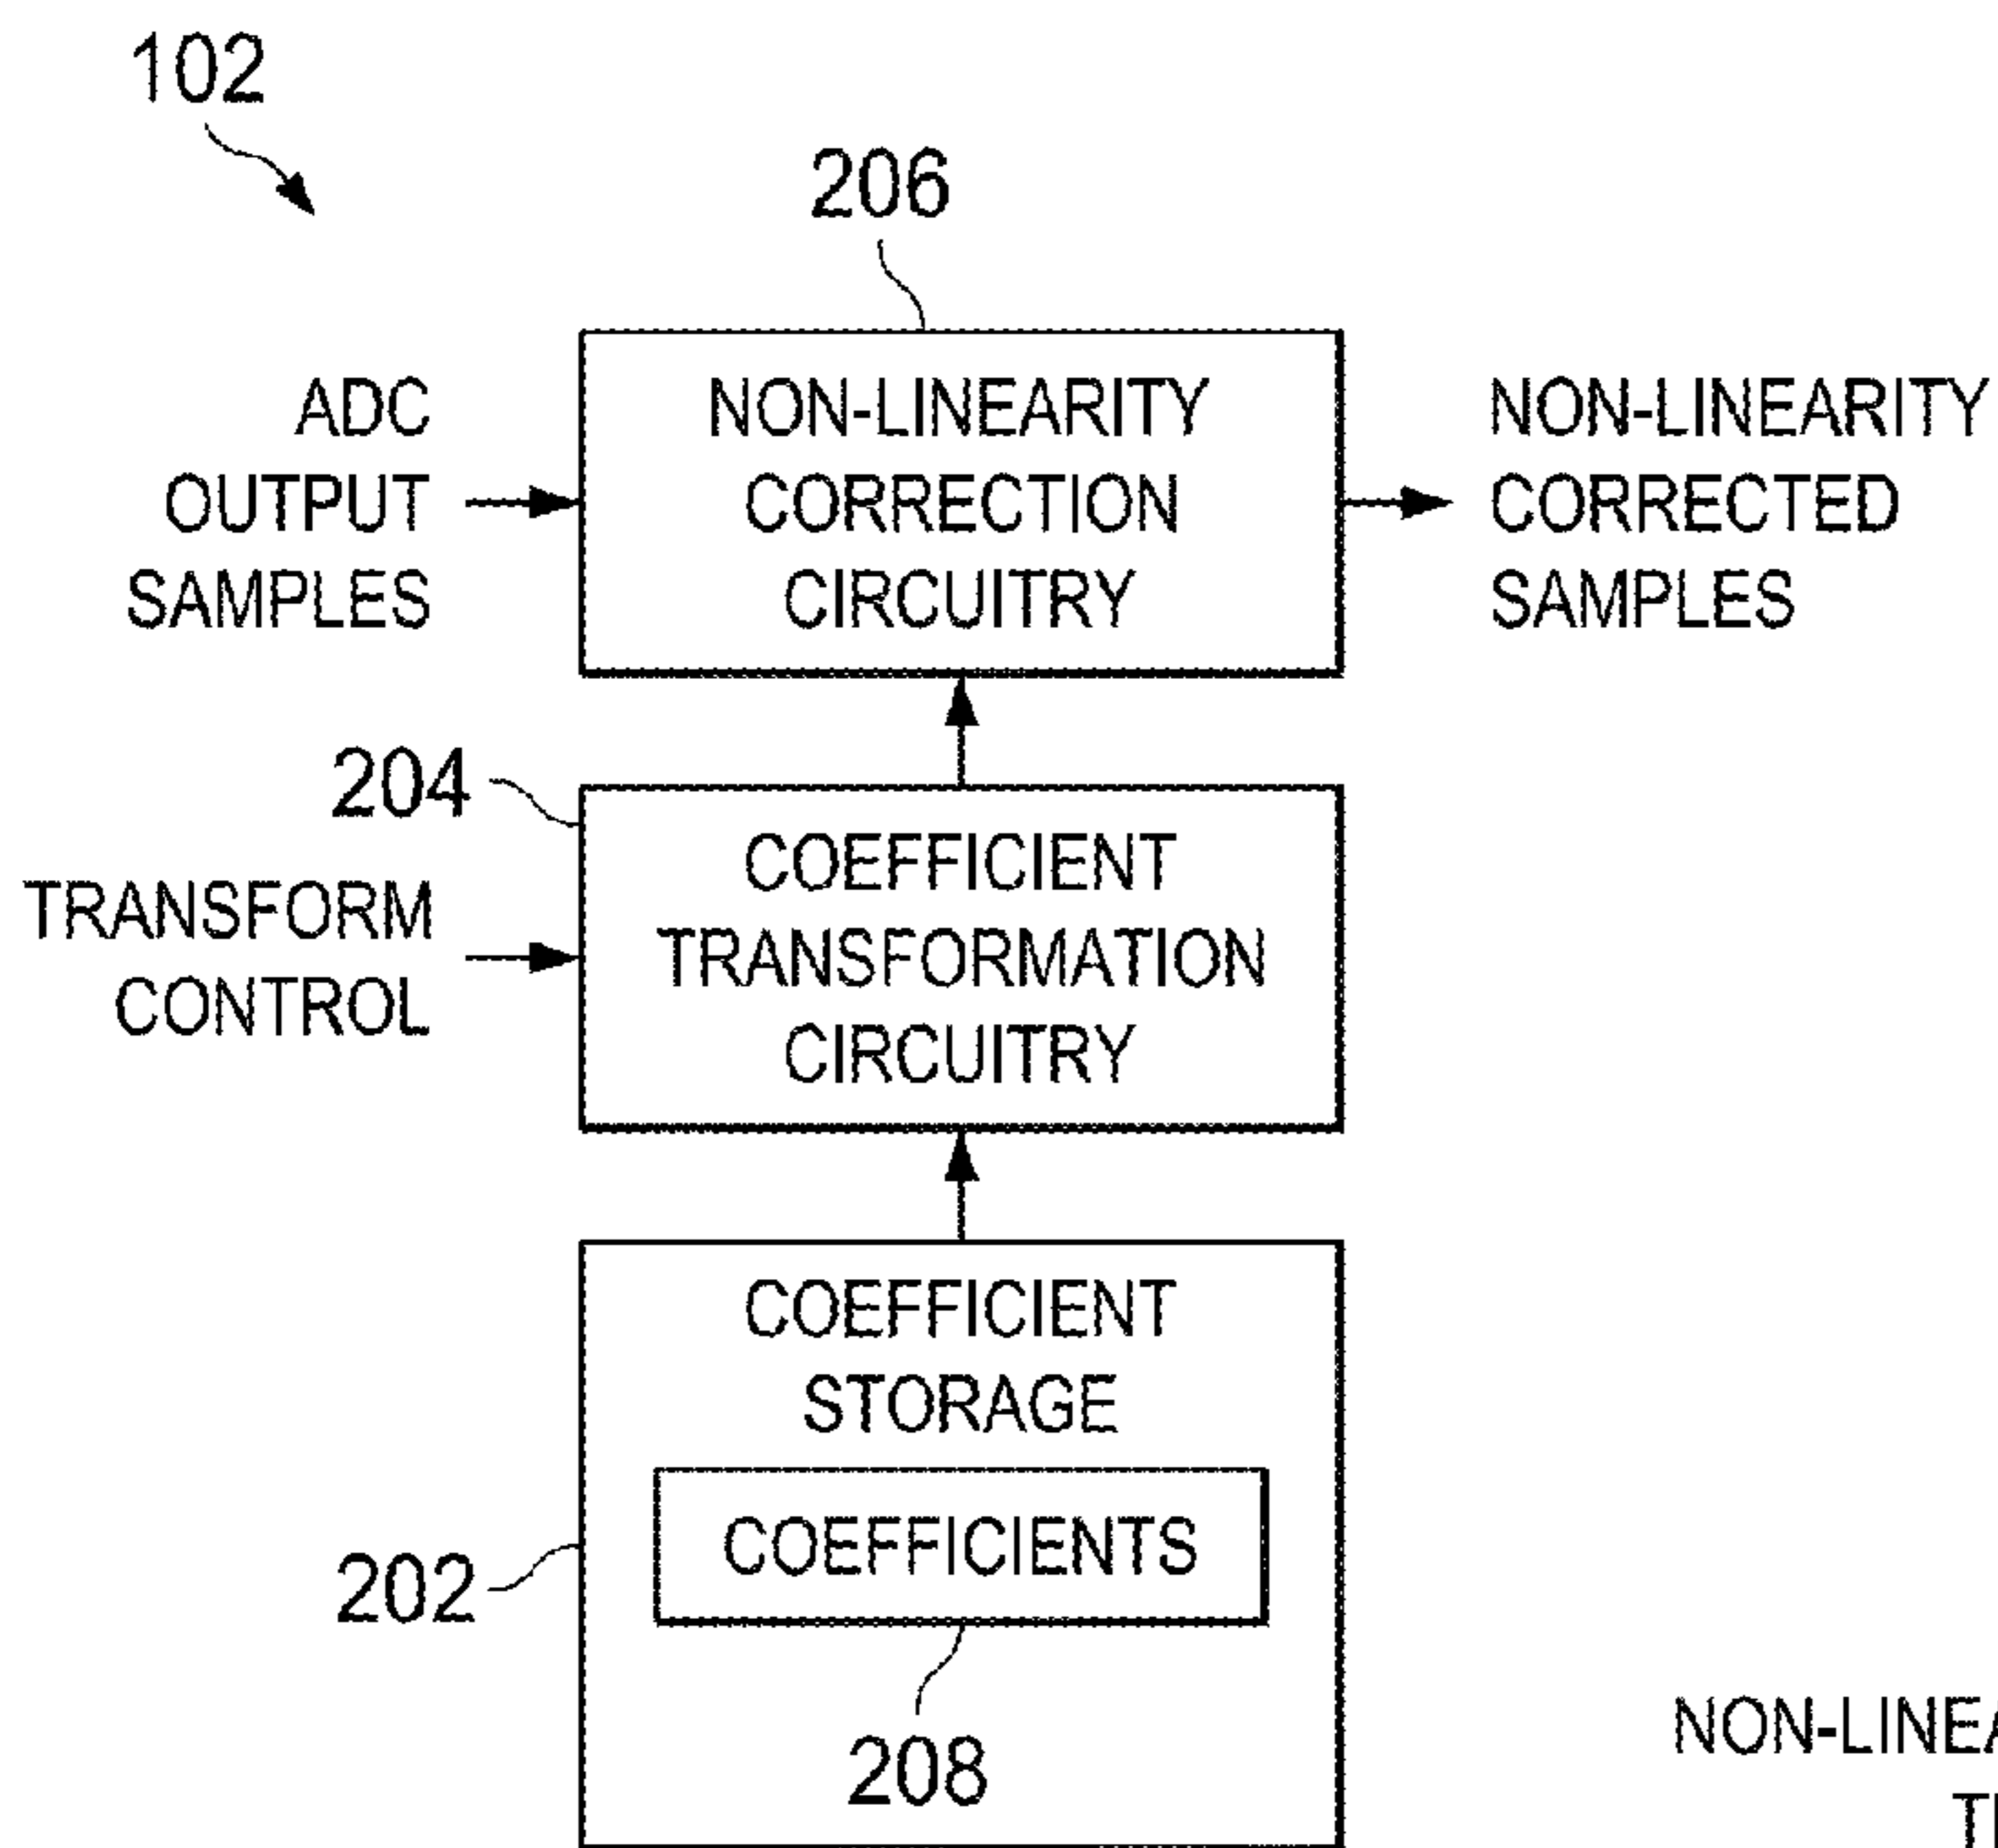 102
206
ADC
OUTPUT
SAMPLES
NON-LINEARITY
CORRECTION
CIRCUITRY
NON-LINEARITY
CORRECTED
SAMPLES
204
TRANSFORM
CONTROL
COEFFICIENT
TRANSFORMATION
CIRCUITRY
COEFFICIENT
STORAGE
COEFFICIENTS
202
208